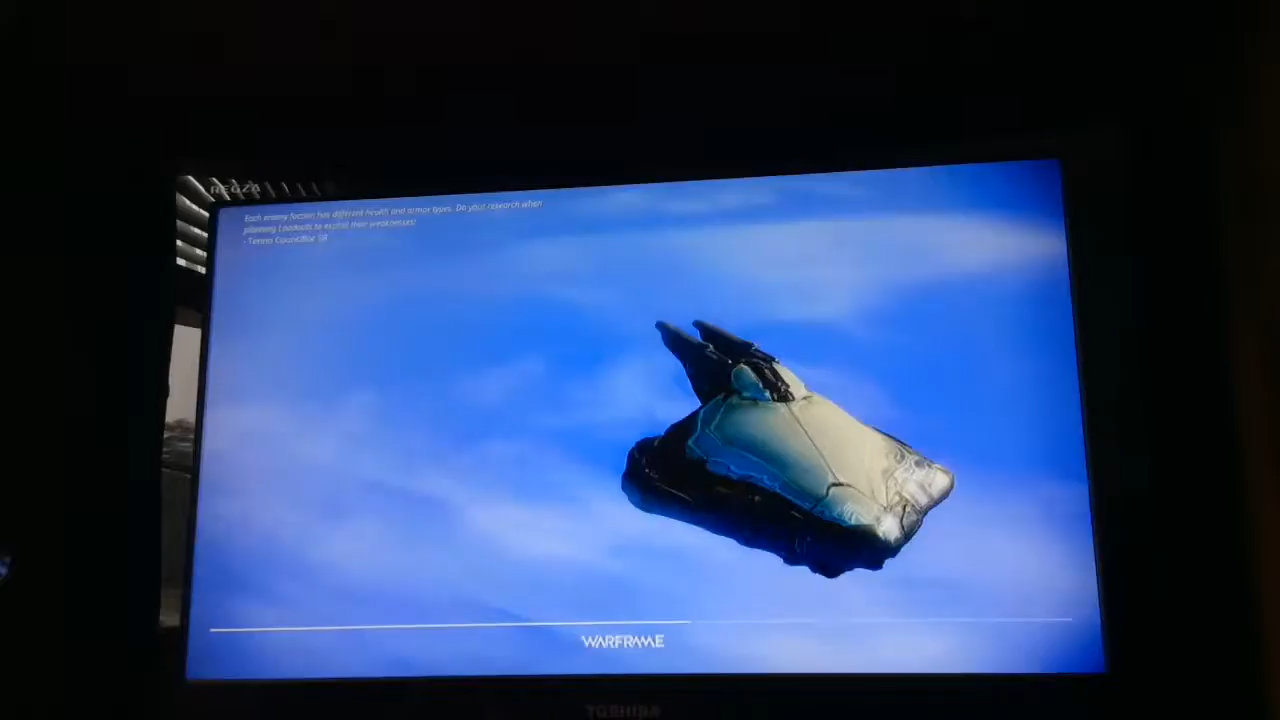 REGZA
Each enemy faction has different health and armor types. Do your research when
planning Loadouts to exploit their weaknesses!
- Tenno Councillor SR
WARFRAME
TOSHIBA